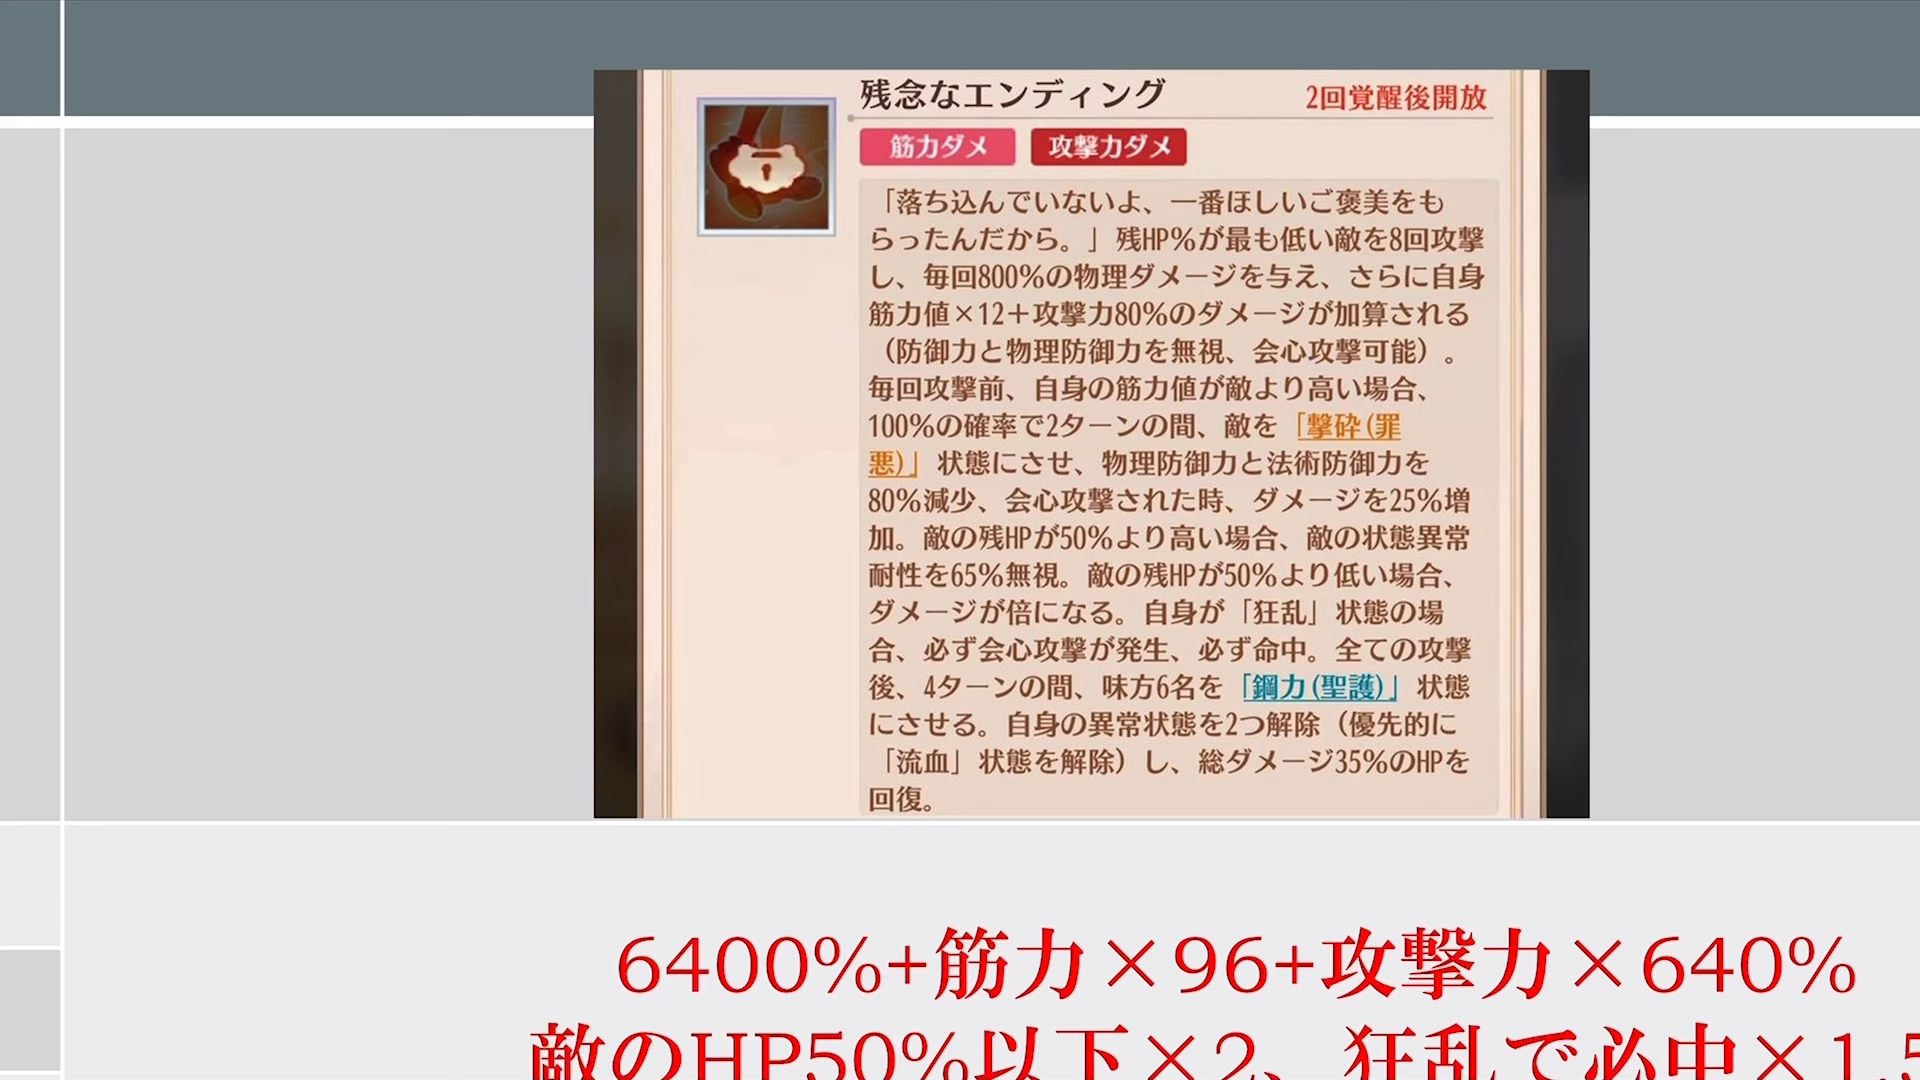 残念なエンディング
2回覚醒後開放
筋力ダメ
攻撃力ダメ
「落ち込んでいないよ、一番ほしいご褒美をも
らったんだから。」残HP%が最も低い敵を8回攻撃
し、毎回800%の物理ダメージを与え、さらに自身
筋力値×12＋攻撃力80%のダメージが加算される
（防御力と物理防御力を無視、会心攻撃可能）。
毎回攻撃前、自身の筋力値が敵より高い場合、
100%の確率で2ターンの間、敵を「撃砕(罪
悪)」状態にさせ、物理防御力と法術防御力を
80%減少、会心攻撃された時、ダメージを25%増
加。敵の残HPが50%より高い場合、敵の状態異常
耐性を65%無視。敵の残HPが50%より低い場合、
ダメージが倍になる。自身が「狂乱」状態の場
合、必ず会心攻撃が発生、必ず命中。全ての攻撃
後、4ターンの間、味方6名を「鋼力(聖護)」状態
にさせる。自身の異常状態を2つ解除（優先的に
「流血」状態を解除）し、総ダメージ35%のHPを
回復。
6400%+筋力×96+攻撃力×640%
敵のHP50%以下×2、狂乱で必中×1.5